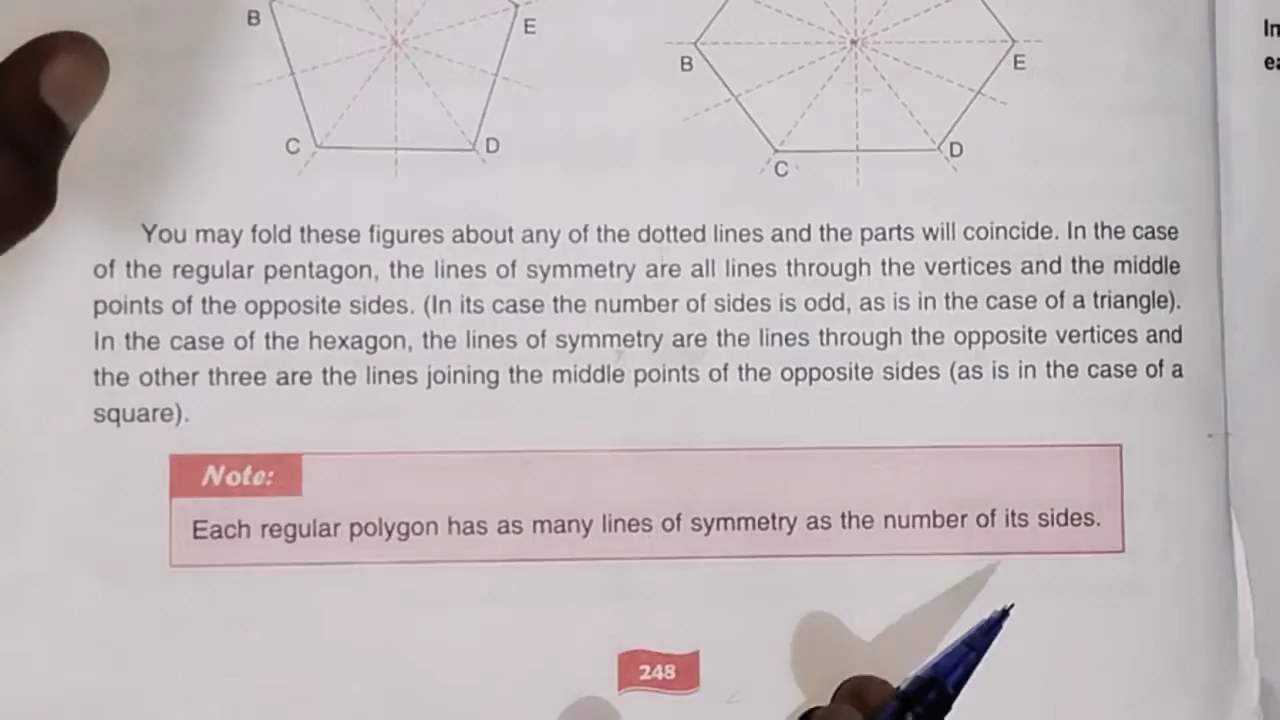 B
E
B
E
C
D
C
D
In
You may fold these figures about any of the dotted lines and the parts will coincide. In the case
of the regular pentagon, the lines of symmetry are all lines through the vertices and the middle
points of the opposite sides. (In its case the number of sides is odd, as is in the case of a triangle).
In the case of the hexagon, the lines of symmetry are the lines through the opposite vertices and
the other three are the lines joining the middle points of the opposite sides (as is in the case of a
square).
Note:
Each regular polygon has as many lines of symmetry as the number of its sides.
248